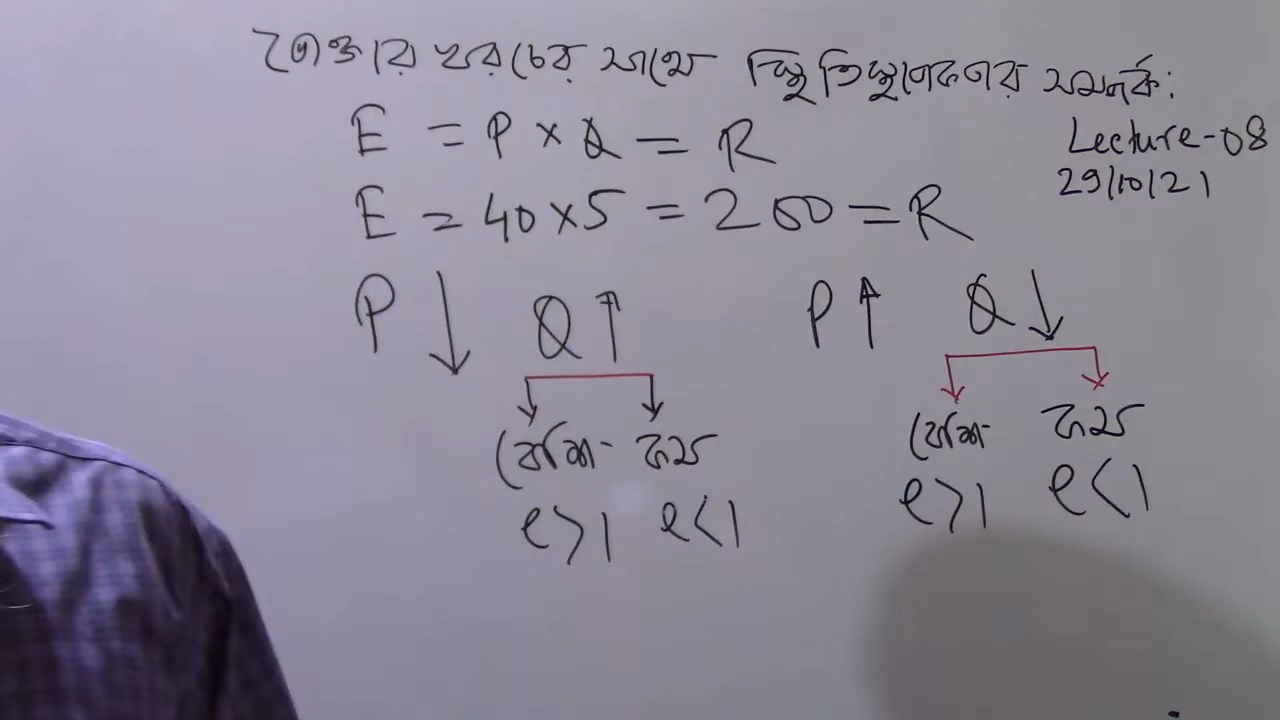 ভোক্তার খরচের সাথে স্থিতিস্থাপকতার সম্পর্ক:
Lecture-08
29/10/21
E = P × Q = R
E = 40 × 5 = 200 = R
P ↓ Q ↑ P ↑ Q ↓
বেশি কম বেশি কম
e > 1 e < 1 e > 1 e < 1